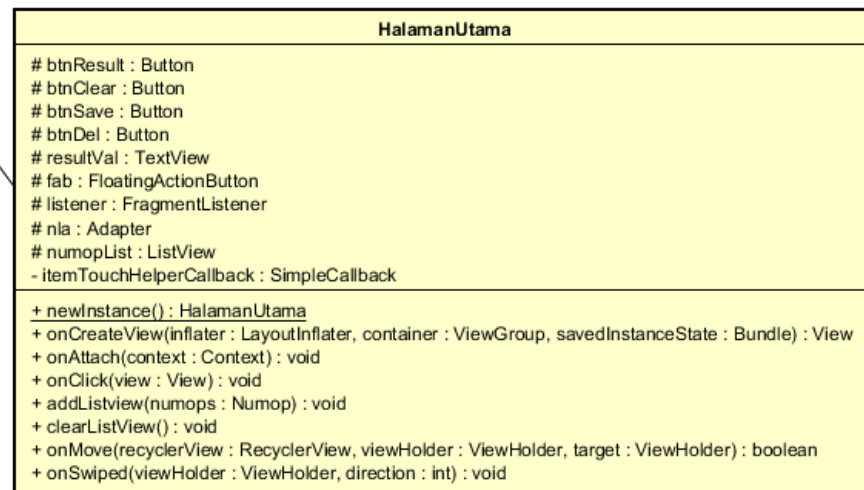 HalamanUtama
# btnResult : Button
# btnClear : Button
# btnSave : Button
# btnDel : Button
# resultVal : TextView
# fab : FloatingActionButton
# listener : FragmentListener
# nla : Adapter
# numopList : ListView
- itemTouchHelperCallback : SimpleCallback
+ newInstance() : HalamanUtama
+ onCreateView(inflater : LayoutInflater, container : ViewGroup, savedInstanceState : Bundle) : View
+ onAttach(context : Context) : void
+ onClick(view : View) : void
+ addListview(numops : Numop) : void
+ clearListView() : void
+ onMove(recyclerView : RecyclerView, viewHolder : ViewHolder, target : ViewHolder) : boolean
+ onSwiped(viewHolder : ViewHolder, direction : int) : void